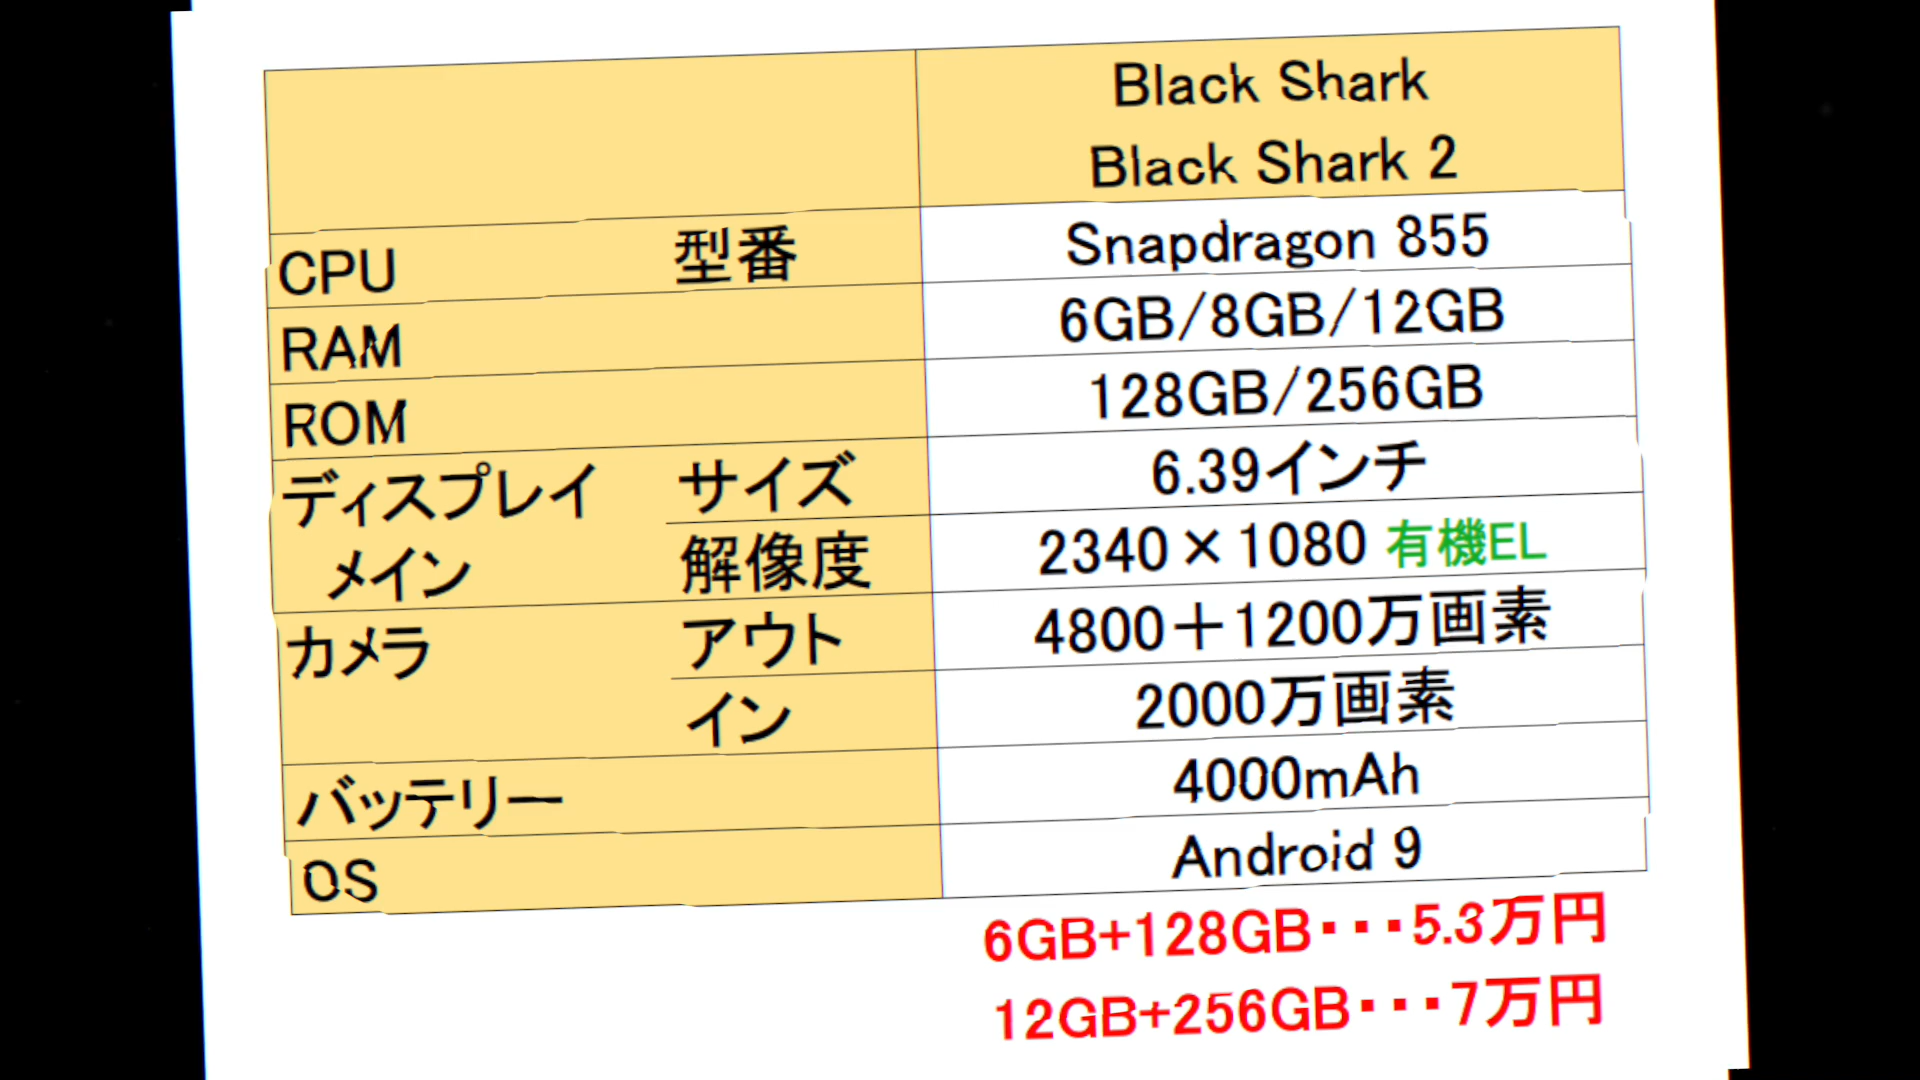 Black Shark
Black Shark 2
CPU 型番 Snapdragon 855
RAM 6GB/8GB/12GB
ROM 128GB/256GB
ディスプレイ サイズ 6.39インチ
メイン 解像度 2340×1080 有機EL
カメラ アウト 4800＋1200万画素
イン 2000万画素
バッテリー 4000mAh
OS Android 9
6GB+128GB･･･5.3万円
12GB+256GB･･･7万円